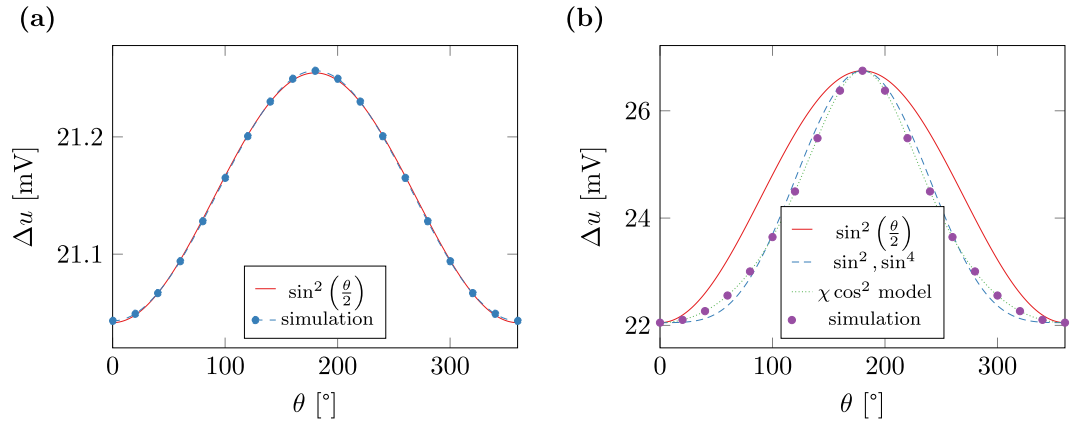 (a)
Δu [mV]
21.2
21.1
sin² (θ/2)
simulation
0 100 200 300
θ [°]
(b)
Δu [mV]
26
24
22
sin² (θ/2)
sin², sin⁴
χ cos² model
simulation
0 100 200 300
θ [°]